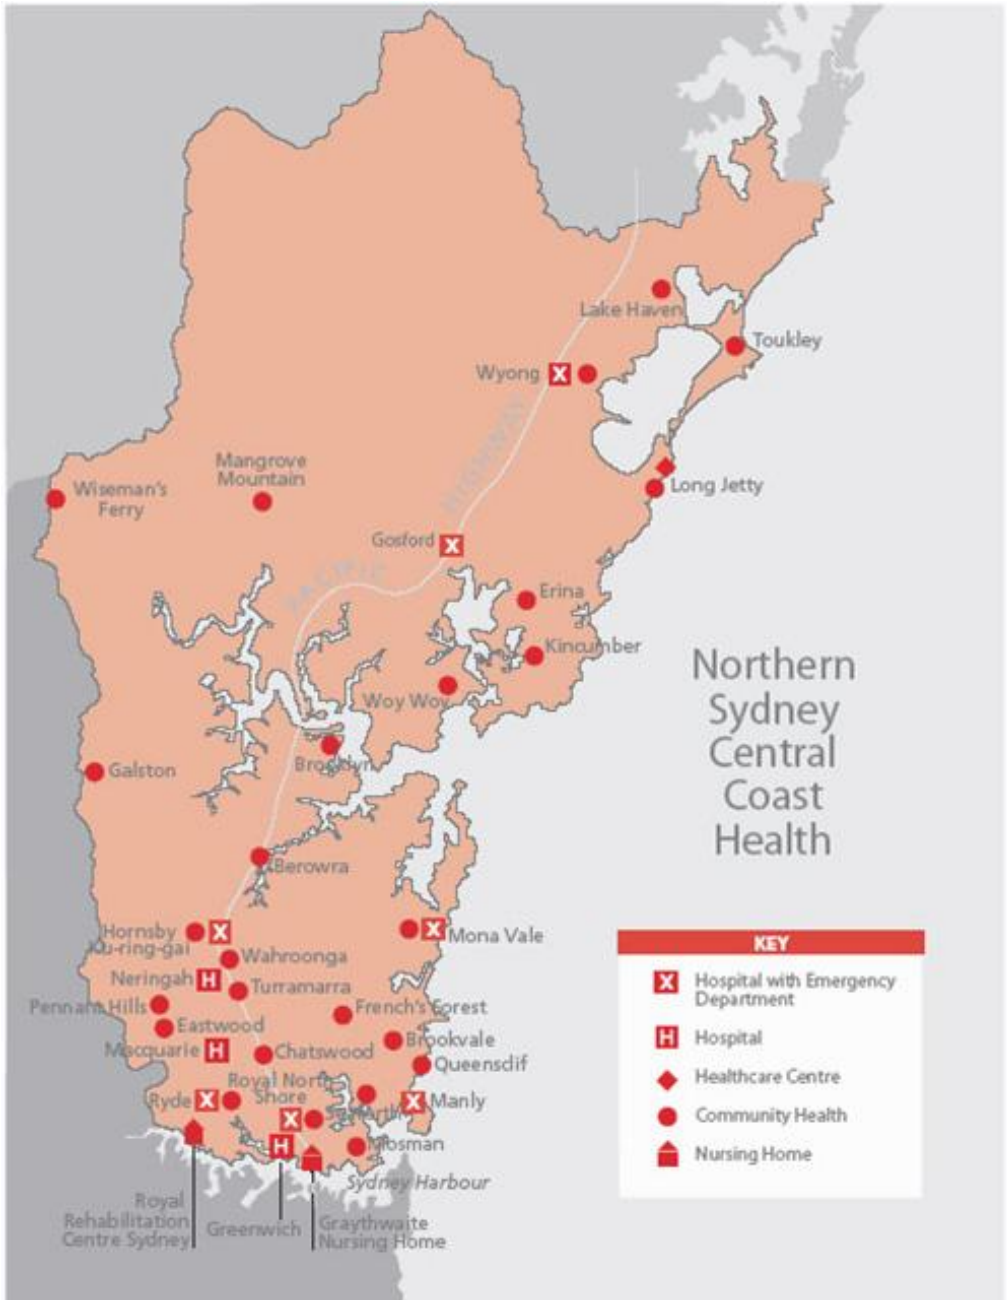 Lake Haven
Toukley
Wyong
X
HIGHWAY
Mangrove
Mountain
Wiseman's
Ferry
Long Jetty
Gosford
X
PACIFIC
Erina
Kincumber
Woy Woy
Northern
Sydney
Central
Coast
Health
Brooklyn
Galston
Berowra
Hornsby
Ku-ring-gai
X
X
Mona Vale
Wahroonga
Neringah
H
Turramarra
Pennant Hills
French's Forest
Eastwood
Brookvale
Macquarie
H
Chatswood
Queensclif
Royal North
Shore
Ryde
X
X
Manly
X
H
Mosman
Sydney Harbour
Royal
Rehabilitation
Centre Sydney
Greenwich
Graythwaite
Nursing Home
KEY
X
Hospital with Emergency
Department
H
Hospital
Healthcare Centre
Community Health
Nursing Home